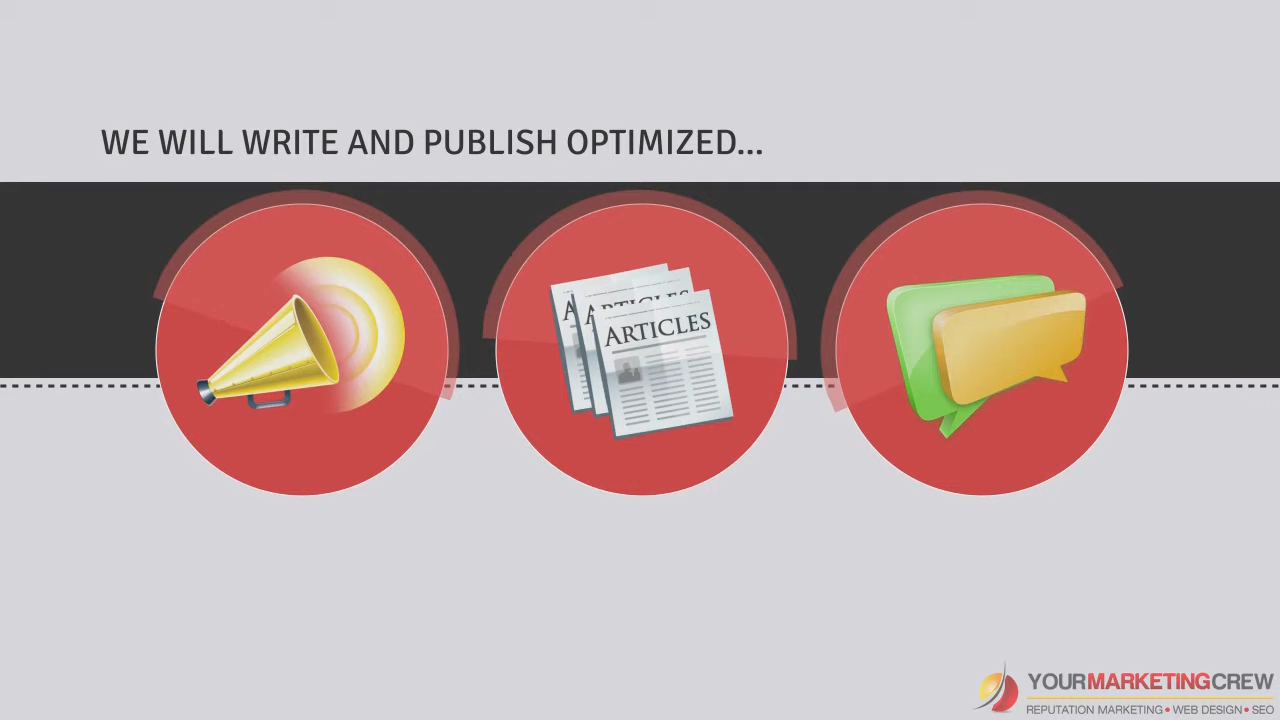 WE WILL WRITE AND PUBLISH OPTIMIZED...
ARTICLES
ARTICLES
A
YOURMARKETINGCREW
REPUTATION MARKETING • WEB DESIGN • SEO